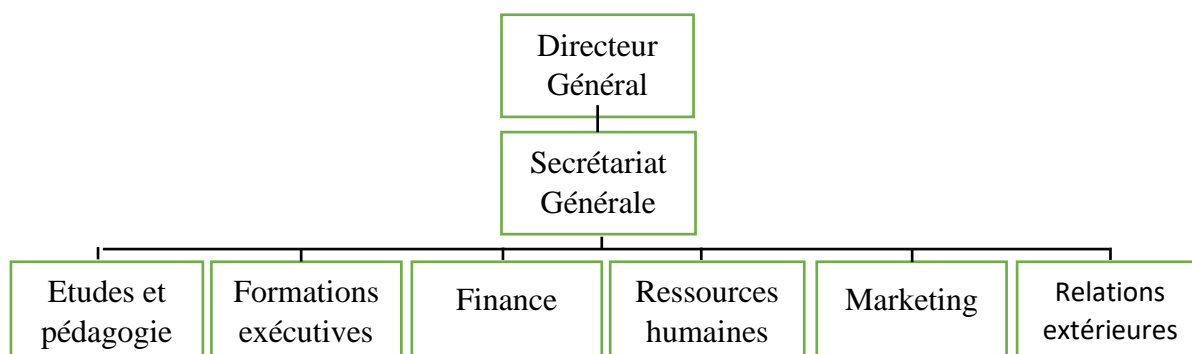 Directeur
Général
Secrétariat
Générale
Etudes et
pédagogie
Formations
exécutives
Finance
Ressources
humaines
Marketing
Relations
extérieures